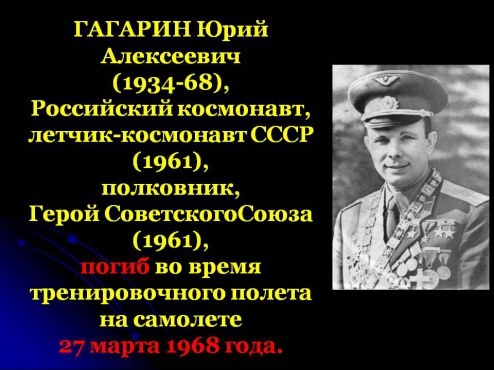 ГАГАРИН Юрий
Алексеевич
(1934-68),
Российский космонавт,
летчик-космонавт СССР
(1961),
полковник,
Герой СоветскогоСоюза
(1961),
погиб во время
тренировочного полета
на самолете
27 марта 1968 года.